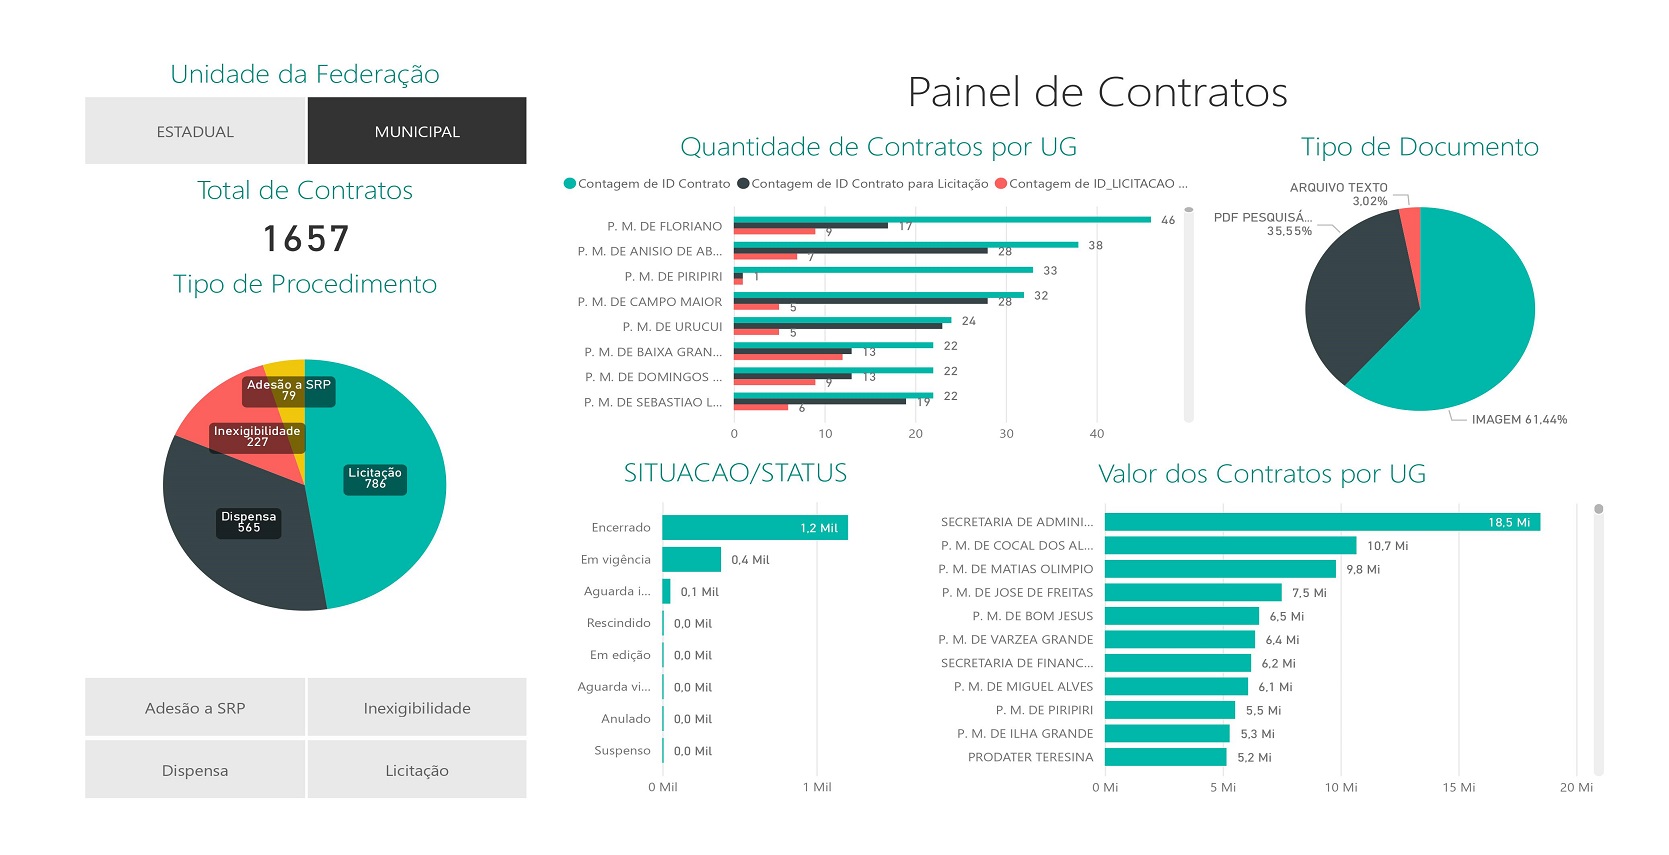 Unidade da Federação
ESTADUAL
MUNICIPAL
Total de Contratos
1657
Tipo de Procedimento
Adesão a SRP
79
Inexigibilidade
227
Licitação
786
Dispensa
565
Adesão a SRP
Inexigibilidade
Dispensa
Licitação
Painel de Contratos
Quantidade de Contratos por UG
Contagem de ID Contrato
Contagem de ID Contrato para Licitação
Contagem de ID_LICITACAO ...
P. M. DE FLORIANO
46
17
9
P. M. DE ANISIO DE AB...
38
28
7
P. M. DE PIRIPIRI
33
1
P. M. DE CAMPO MAIOR
32
28
5
P. M. DE URUCUI
24
5
P. M. DE BAIXA GRAN...
22
13
P. M. DE DOMINGOS ...
22
13
9
P. M. DE SEBASTIAO L...
22
19
6
0 10 20 30 40
Tipo de Documento
ARQUIVO TEXTO
3,02%
PDF PESQUISÁ...
35,55%
IMAGEM 61,44%
SITUACAO/STATUS
Encerrado 1,2 Mil
Em vigência 0,4 Mil
Aguarda i... 0,1 Mil
Rescindido 0,0 Mil
Em edição 0,0 Mil
Aguarda vi... 0,0 Mil
Anulado 0,0 Mil
Suspenso 0,0 Mil
0 Mil 1 Mil
Valor dos Contratos por UG
SECRETARIA DE ADMINI... 18,5 Mi
P. M. DE COCAL DOS AL... 10,7 Mi
P. M. DE MATIAS OLIMPIO 9,8 Mi
P. M. DE JOSE DE FREITAS 7,5 Mi
P. M. DE BOM JESUS 6,5 Mi
P. M. DE VARZEA GRANDE 6,4 Mi
SECRETARIA DE FINANC... 6,2 Mi
P. M. DE MIGUEL ALVES 6,1 Mi
P. M. DE PIRIPIRI 5,5 Mi
P. M. DE ILHA GRANDE 5,3 Mi
PRODATER TERESINA 5,2 Mi
0 Mi 5 Mi 10 Mi 15 Mi 20 Mi